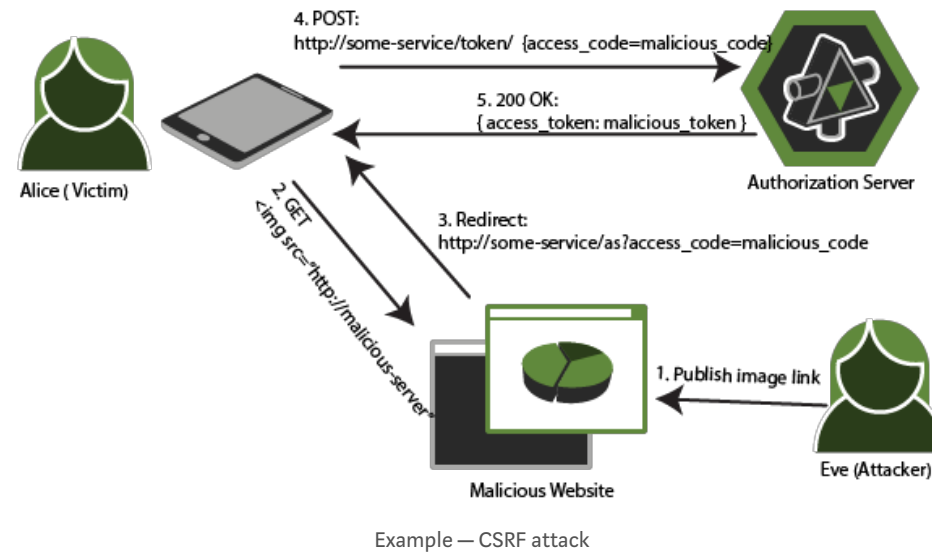 4. POST:
http://some-service/token/ {access_code=malicious_code}
5. 200 OK:
{ access_token: malicious_token }
Alice ( Victim)
Authorization Server
2. GET
<img src="http://malicious-server"
3. Redirect:
http://some-service/as?access_code=malicious_code
1. Publish image link
Eve (Attacker)
Malicious Website
Example — CSRF attack